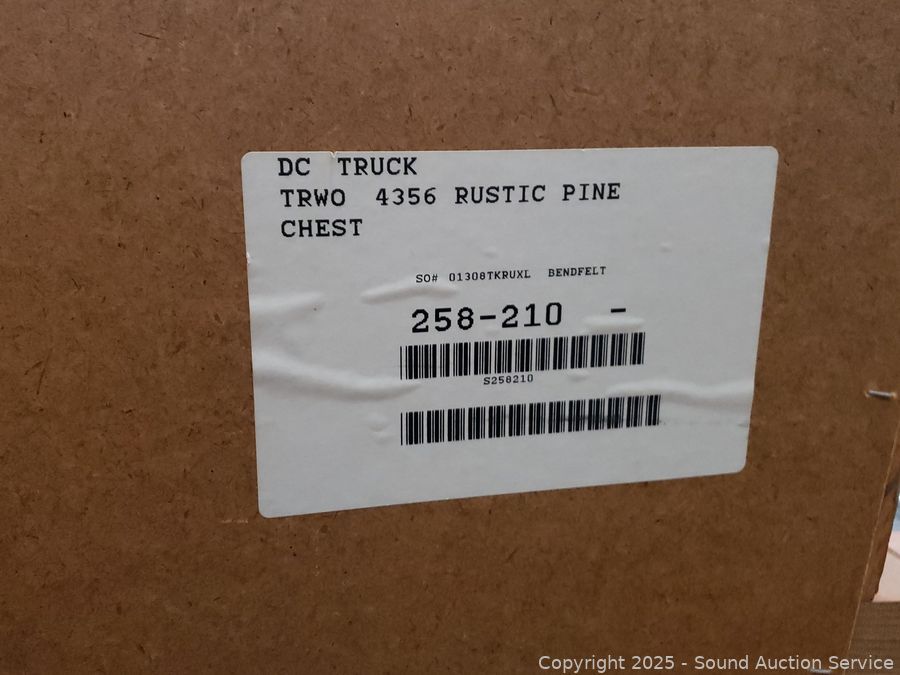 DC TRUCK
TRWO 4356 RUSTIC PINE
CHEST
SO# 01308TKRUXL BENDFELT
258-210 -
S258210
Copyright © 2025 - Sound Auction Service